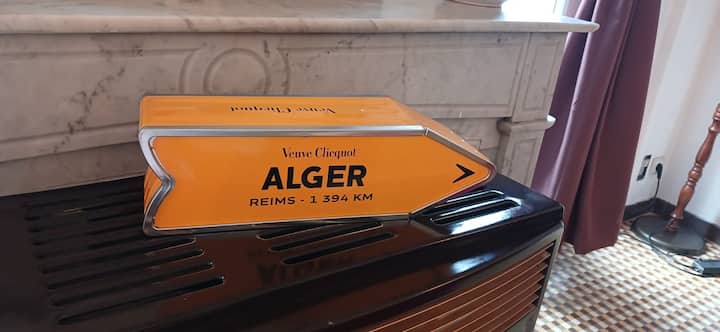 Veuve Clicquot
Veuve Clicquot
ALGER
REIMS - 1 394 KM